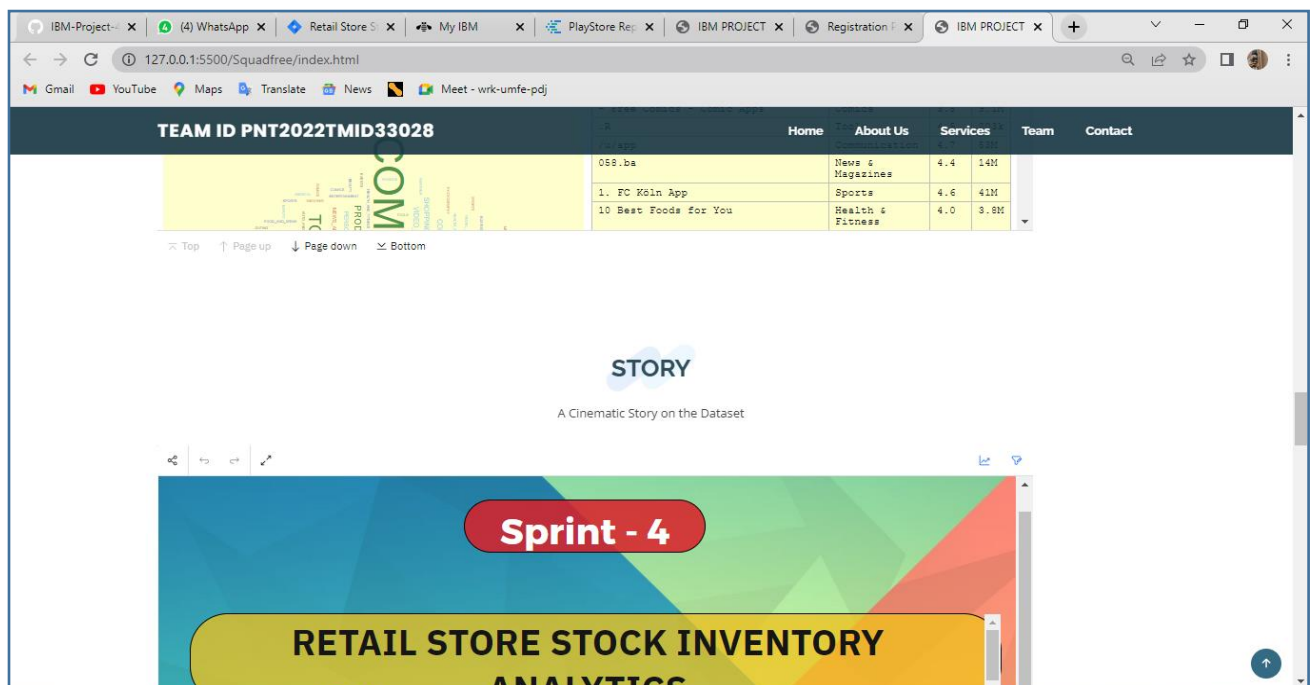 IBM-Project-4 (4) WhatsApp Retail Store S My IBM PlayStore Rep IBM PROJECT Registration F IBM PROJECT
127.0.0.1:5500/Squadfree/index.html
Gmail YouTube Maps Translate News Meet - wrk-umfe-pdj
TEAM ID PNT2022TMID33028 Home About Us Services Team Contact
COM
058.ba News & Magazines 4.4 14M
1. FC Köln App Sports 4.6 41M
10 Best Foods for You Health & Fitness 4.0 3.8M
Top Page up Page down Bottom
STORY
A Cinematic Story on the Dataset
Sprint - 4
RETAIL STORE STOCK INVENTORY
ANALYTICS